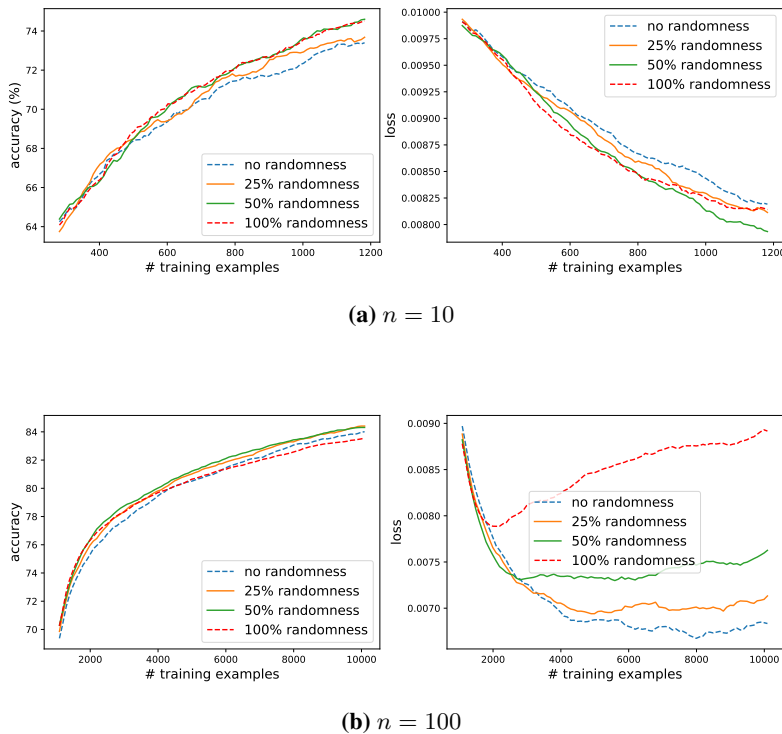 74
72
70
68
66
64
accuracy (%)
no randomness
25% randomness
50% randomness
100% randomness
400 600 800 1000 1200
# training examples
0.01000
0.00975
0.00950
0.00925
0.00900
0.00875
0.00850
0.00825
0.00800
loss
no randomness
25% randomness
50% randomness
100% randomness
400 600 800 1000 1200
# training examples
(a) n = 10
84
82
80
78
76
74
72
70
accuracy
no randomness
25% randomness
50% randomness
100% randomness
2000 4000 6000 8000 10000
# training examples
0.0090
0.0085
0.0080
0.0075
0.0070
loss
no randomness
25% randomness
50% randomness
100% randomness
2000 4000 6000 8000 10000
# training examples
(b) n = 100